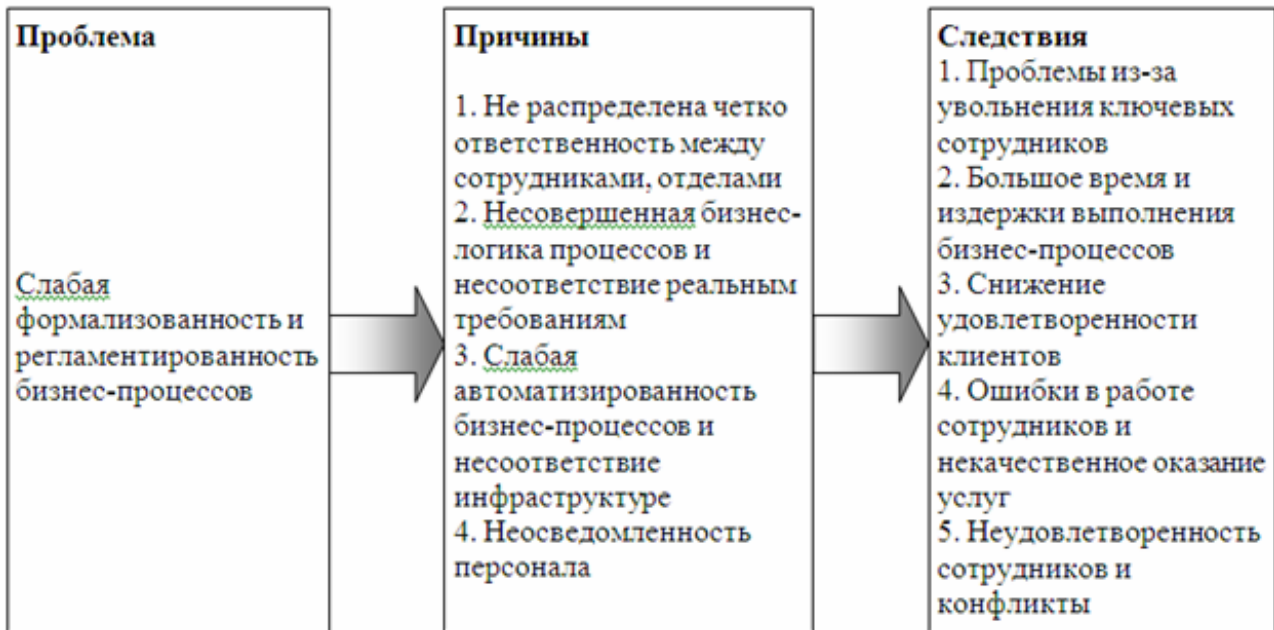 Проблема
Слабая
формализованность и
регламентированность
бизнес-процессов
Причины
1. Не распределена четко
ответственность между
сотрудниками, отделами
2. Несовершенная бизнес-
логика процессов и
несоответствие реальным
требованиям
3. Слабая
автоматизированность
бизнес-процессов и
несоответствие
инфраструктуре
4. Неосведомленность
персонала
Следствия
1. Проблемы из-за
увольнения ключевых
сотрудников
2. Большое время и
издержки выполнения
бизнес-процессов
3. Снижение
удовлетворенности
клиентов
4. Ошибки в работе
сотрудников и
некачественное оказание
услуг
5. Неудовлетворенность
сотрудников и
конфликты